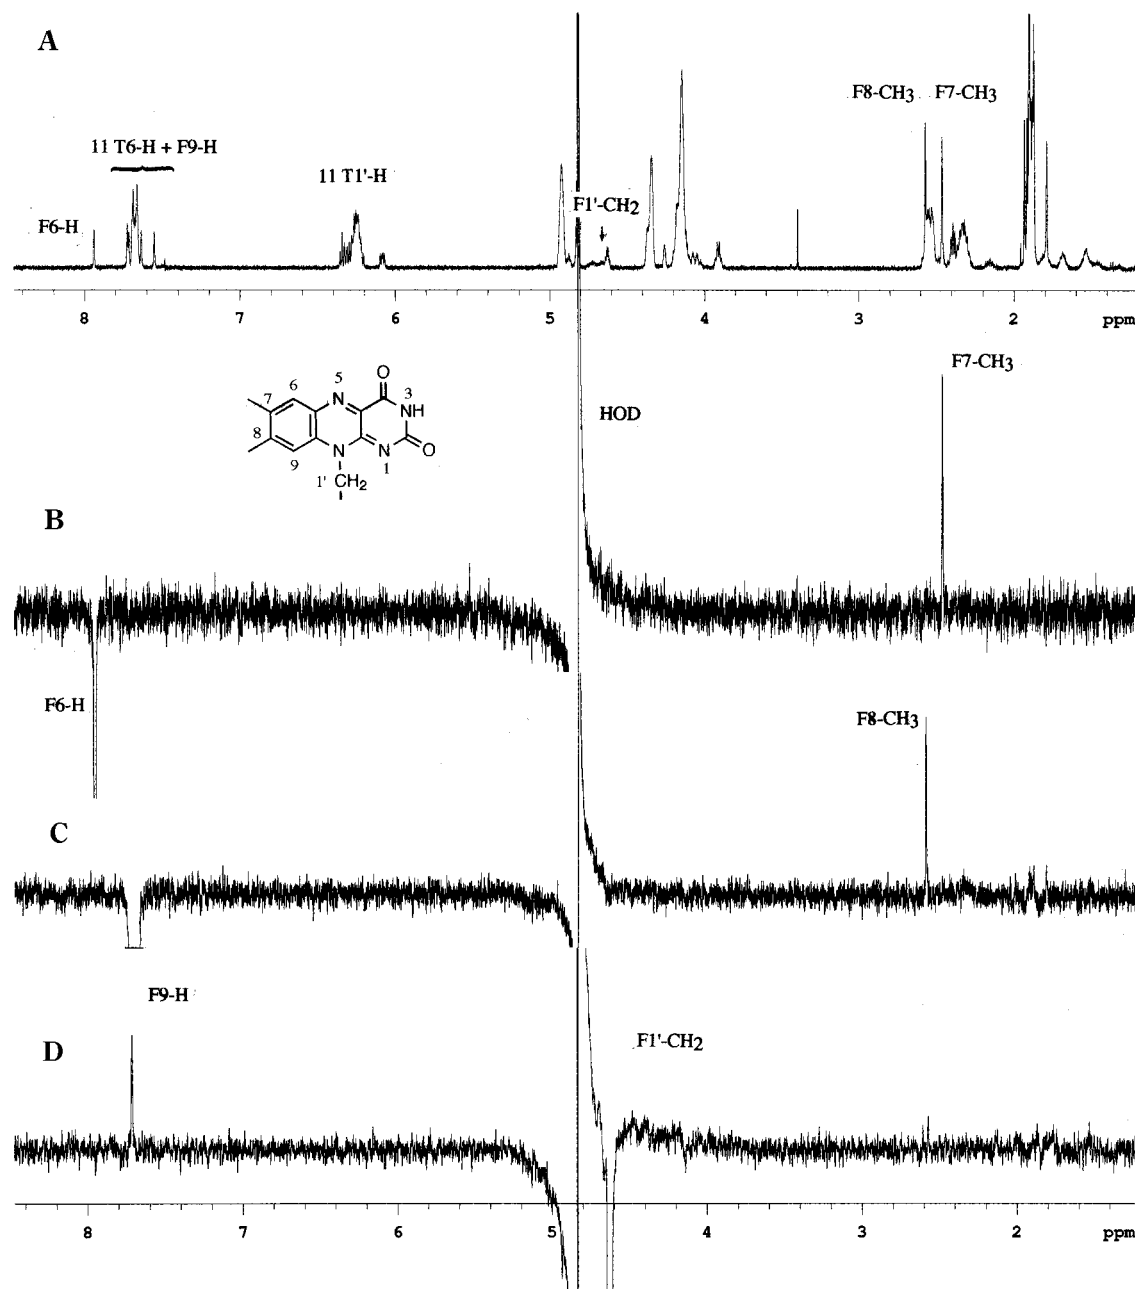 A
F8-CH3 F7-CH3
11 T6-H + F9-H
11 T1'-H
F1'-CH2
F6-H
8 7 6 5 4 3 2 ppm
F7-CH3
O
6 5 3
N NH
7
HOD
8
N N O
9 1
1' CH2
B
F6-H
F8-CH3
C
F9-H
F1'-CH2
D
8 7 6 5 4 3 2 ppm